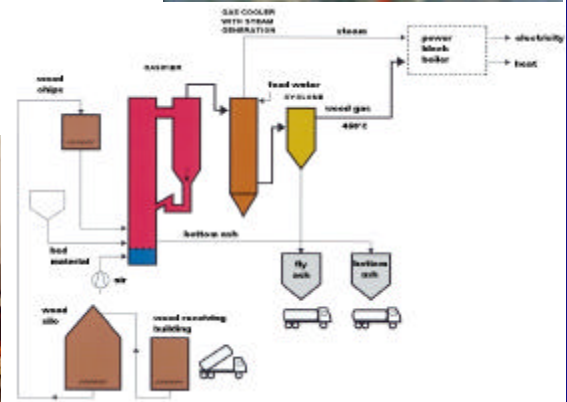 GAS COOLER
WITH STEAM
GENERATION
steam
power
block
boiler
electricity
heat
wood
chips
GASIFIER
feed water
CYCLONE
wood gas
bottom ash
bed
material
air
fly
ash
bottom
ash
wood
silo
wood receiving
building